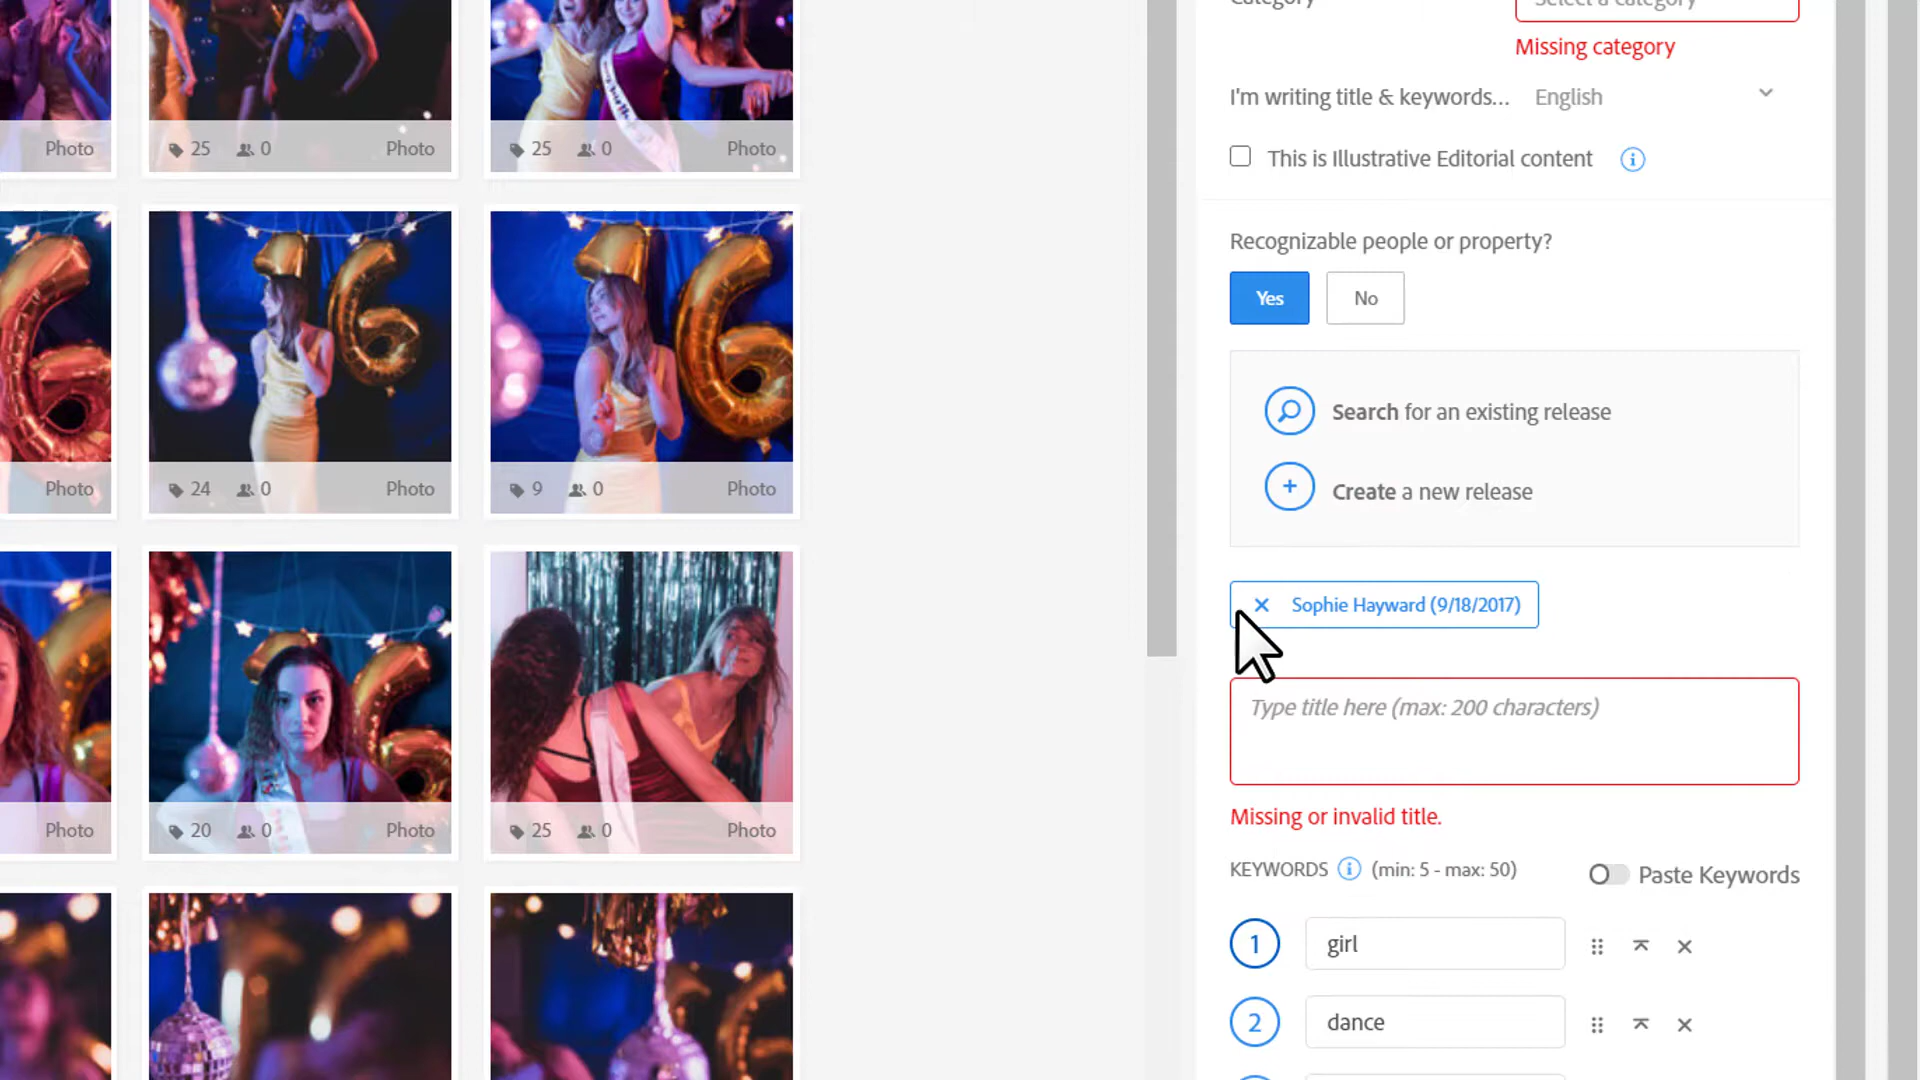 Category
Select a category
Missing category
I'm writing title & keywords... English
This is Illustrative Editorial content
Recognizable people or property?
Yes No
Search for an existing release
Create a new release
Sophie Hayward (9/18/2017)
Type title here (max: 200 characters)
Missing or invalid title.
KEYWORDS (min: 5 - max: 50) Paste Keywords
1 girl
2 dance
Photo
25 0 Photo
25 0 Photo
Photo
24 0 Photo
9 0 Photo
Photo
20 0 Photo
25 0 Photo